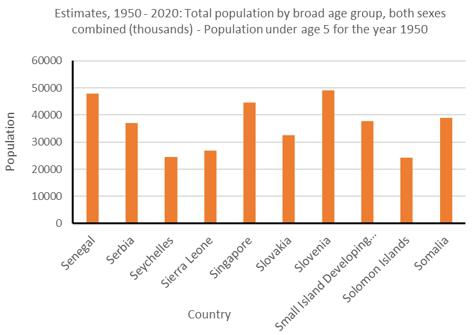 Estimates, 1950 - 2020: Total population by broad age group, both sexes
combined (thousands) - Population under age 5 for the year 1950
60000
50000
40000
30000
20000
10000
0
Population
Senegal
Serbia
Seychelles
Sierra Leone
Singapore
Slovakia
Slovenia
Small Island Developing...
Solomon Islands
Somalia
Country